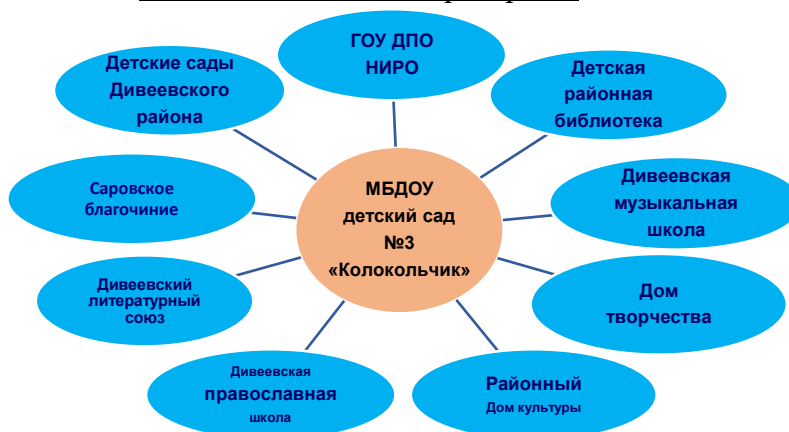 ГОУ ДПО
НИРО
Детские сады
Дивеевского
района
Детская
районная
библиотека
Саровское
благочиние
МБДОУ
детский сад
№3
«Колокольчик»
Дивеевская
музыкальная
школа
Дивеевский
литературный
союз
Дом
творчества
Дивеевская
православная
школа
Районный
Дом культуры